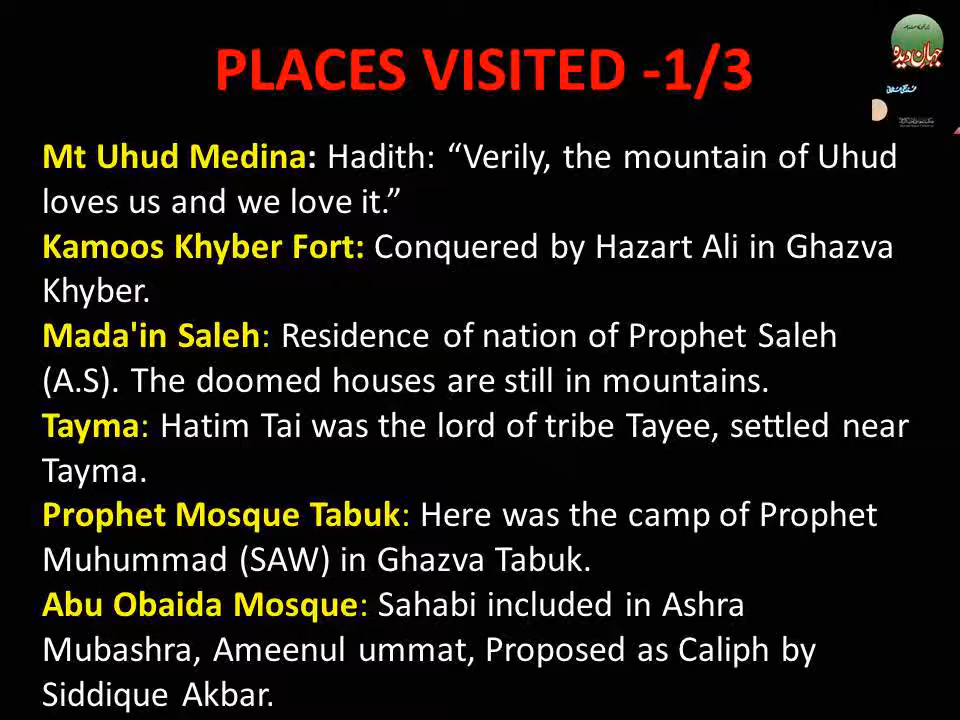 PLACES VISITED -1/3
جہانِ دیدہ
Mt Uhud Medina: Hadith: “Verily, the mountain of Uhud
loves us and we love it.”
Kamoos Khyber Fort: Conquered by Hazart Ali in Ghazva
Khyber.
Mada'in Saleh: Residence of nation of Prophet Saleh
(A.S). The doomed houses are still in mountains.
Tayma: Hatim Tai was the lord of tribe Tayee, settled near
Tayma.
Prophet Mosque Tabuk: Here was the camp of Prophet
Muhummad (SAW) in Ghazva Tabuk.
Abu Obaida Mosque: Sahabi included in Ashra
Mubashra, Ameenul ummat, Proposed as Caliph by
Siddique Akbar.